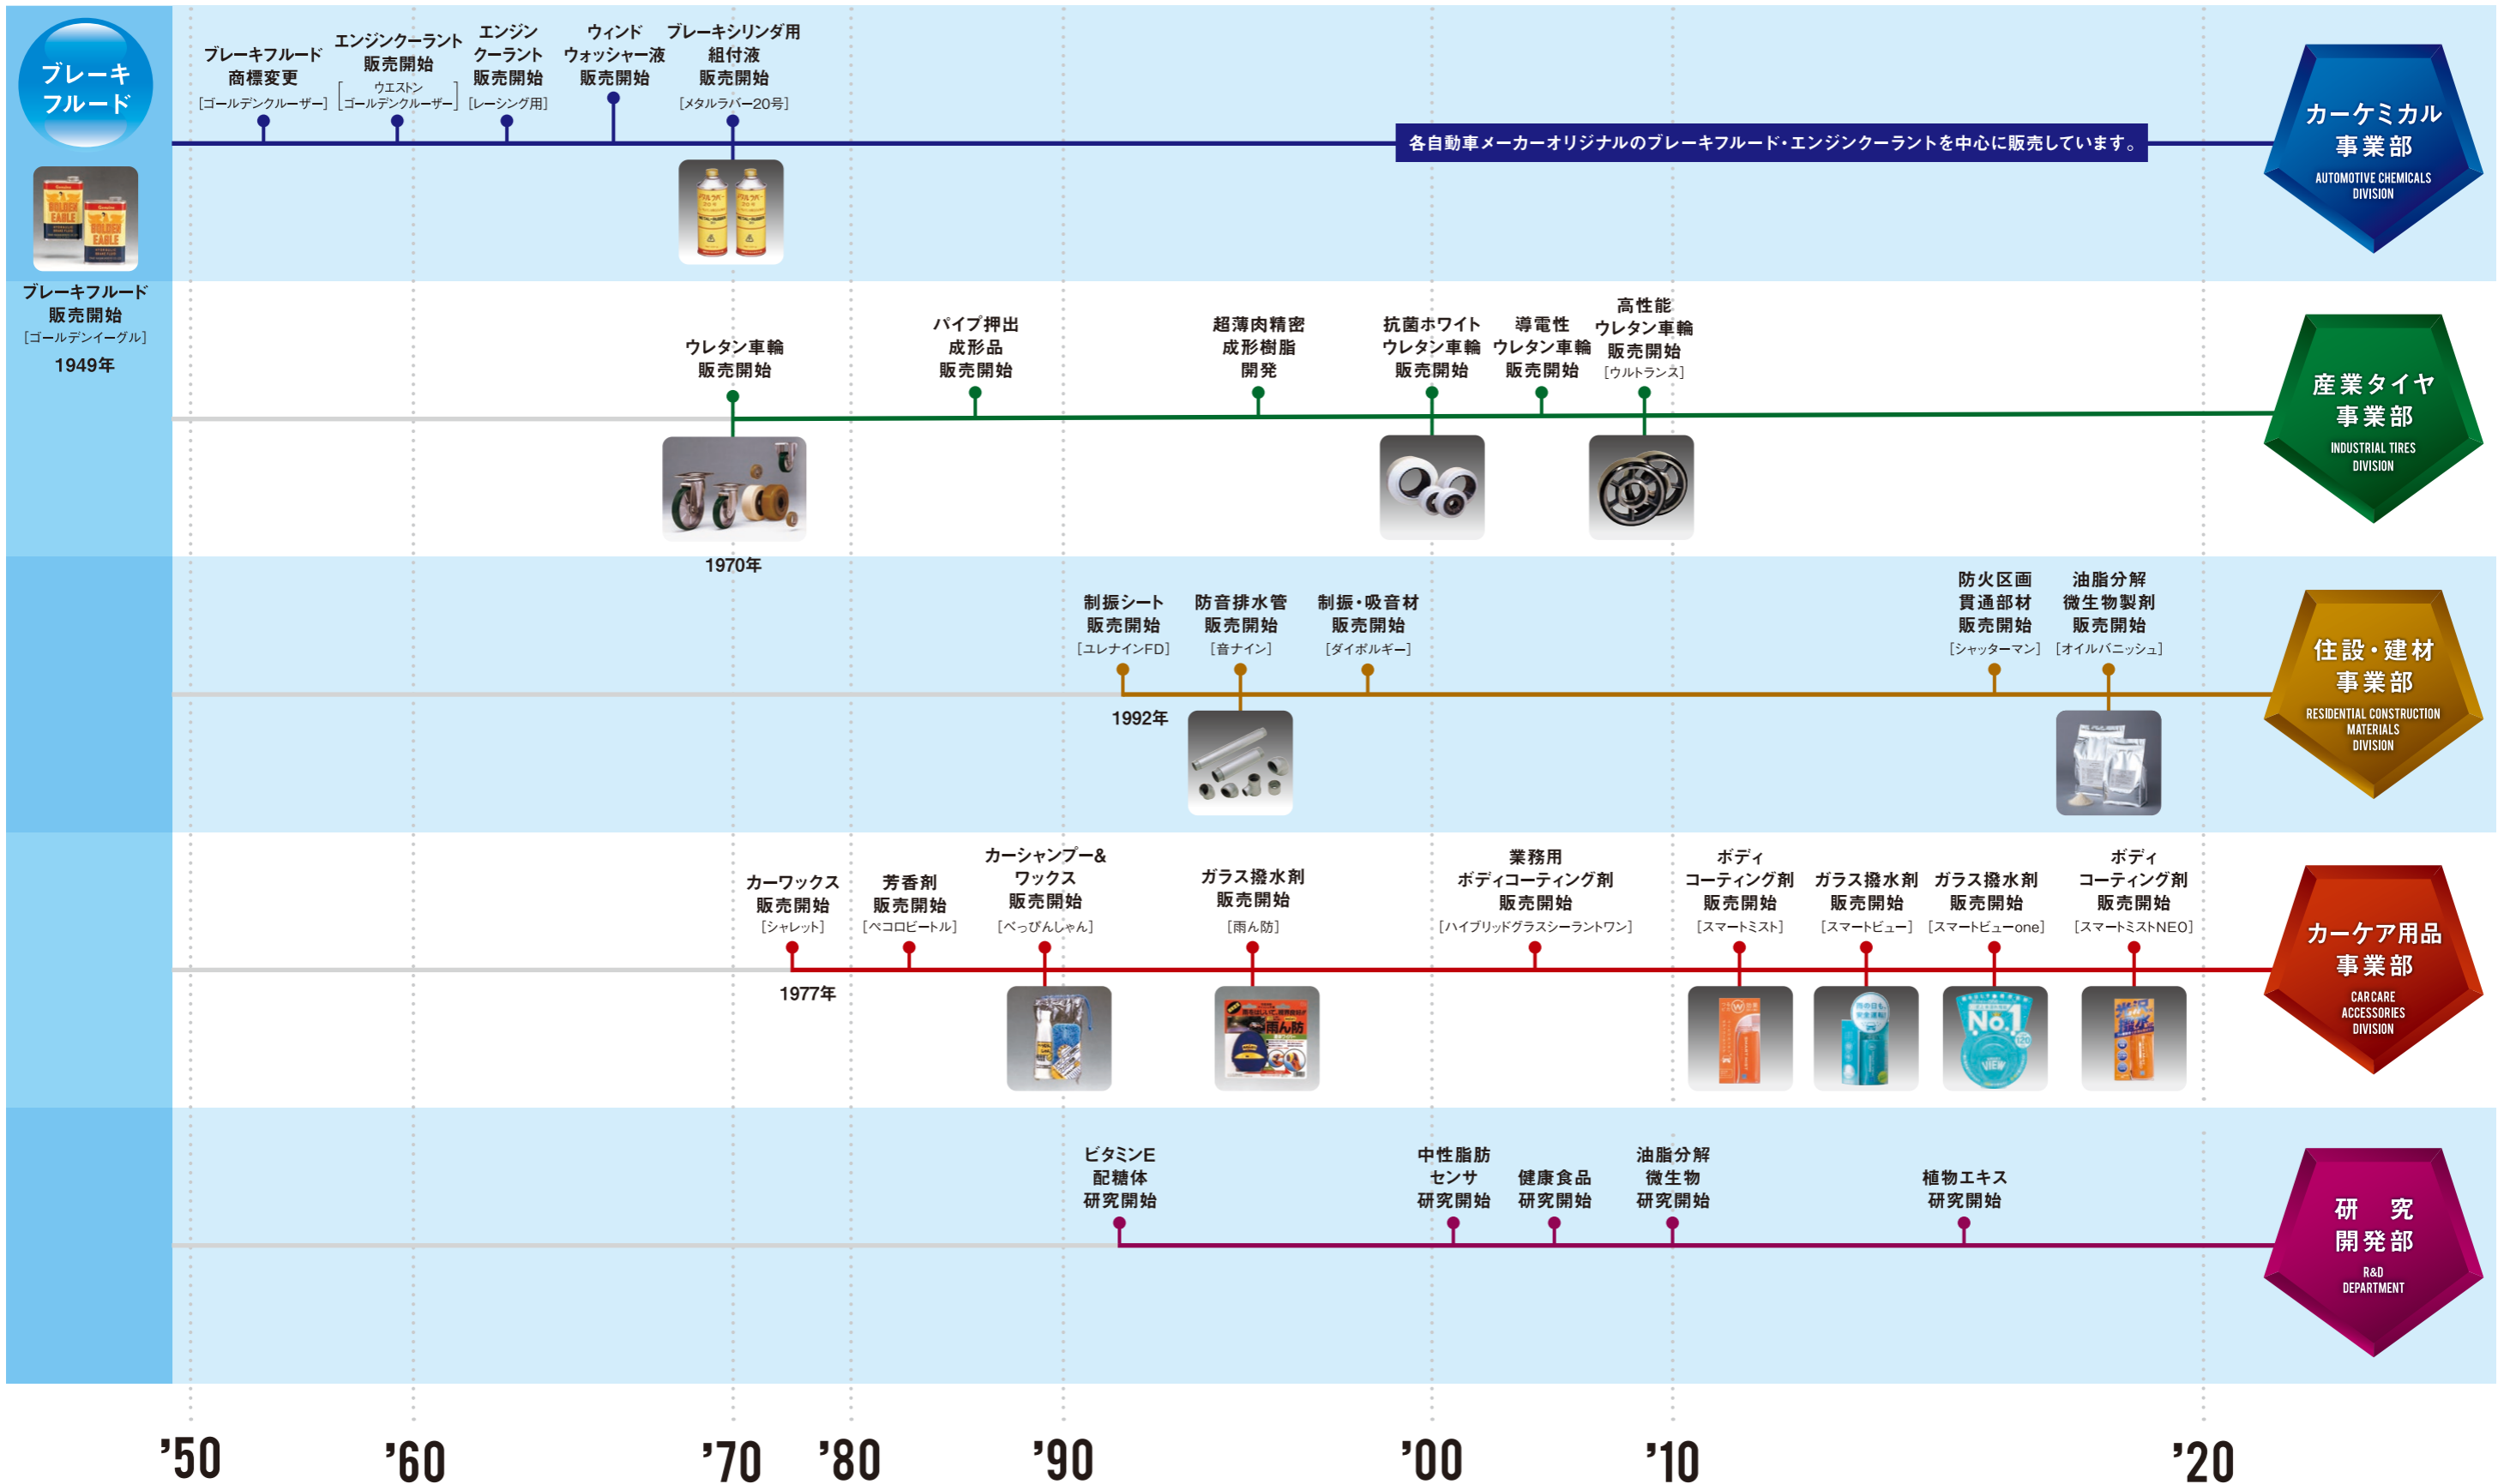 ブレーキ
フルード
ブレーキフルード
販売開始
[ゴールデンイーグル]
1949年
ブレーキフルード
商標変更
[ゴールデンクルーザー]
エンジンクーラント
販売開始
[ウエストン
ゴールデンクルーザー]
エンジン
クーラント
販売開始
[レーシング用]
ウィンド
ウォッシャー液
販売開始
ブレーキシリンダ用
組付液
販売開始
[メタルラバー20号]
GOLDEN
EAGLE
GOLDEN
EAGLE
メタルラバー
20号
各自動車メーカーオリジナルのブレーキフルード・エンジンクーラントを中心に販売しています。
カーケミカル
事業部
AUTOMOTIVE CHEMICALS
DIVISION
ウレタン車輪
販売開始
1970年
パイプ押出
成形品
販売開始
超薄肉精密
成形樹脂
開発
抗菌ホワイト
ウレタン車輪
販売開始
導電性
ウレタン車輪
販売開始
高性能
ウレタン車輪
販売開始
[ウルトランス]
産業タイヤ
事業部
INDUSTRIAL TIRES
DIVISION
制振シート
販売開始
[ユレナインFD]
1992年
防音排水管
販売開始
[音ナイン]
制振・吸音材
販売開始
[ダイポルギー]
防火区画
貫通部材
販売開始
[シャッターマン]
油脂分解
微生物製剤
販売開始
[オイルバニッシュ]
住設・建材
事業部
RESIDENTIAL CONSTRUCTION
MATERIALS
DIVISION
カーワックス
販売開始
[シャレット]
1977年
芳香剤
販売開始
[ペコロビートル]
カーシャンプー&
ワックス
販売開始
[べっぴんしゃん]
ガラス撥水剤
販売開始
[雨ん防]
雨ん防
業務用
ボディコーティング剤
販売開始
[ハイブリッドグラスシーラントワン]
ボディ
コーティング剤
販売開始
[スマートミスト]
ガラス撥水剤
販売開始
[スマートビュー]
雨の日も、
安全運転!
ガラス撥水剤
販売開始
[スマートビューone]
No.1
120
VIEW
ボディ
コーティング剤
販売開始
[スマートミストNEO]
カーケア用品
事業部
CAR CARE
ACCESSORIES
DIVISION
ビタミンE
配糖体
研究開始
中性脂肪
センサ
研究開始
健康食品
研究開始
油脂分解
微生物
研究開始
植物エキス
研究開始
研　究
開発部
R&D
DEPARTMENT
’50
’60
’70
’80
’90
’00
’10
’20